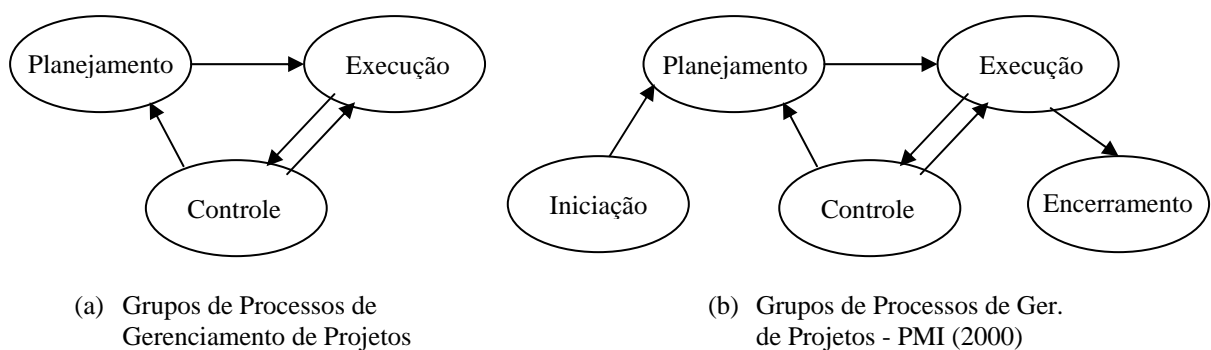 Planejamento
Execução
Controle
(a) Grupos de Processos de
Gerenciamento de Projetos
Planejamento
Execução
Iniciação
Controle
Encerramento
(b) Grupos de Processos de Ger.
de Projetos - PMI (2000)